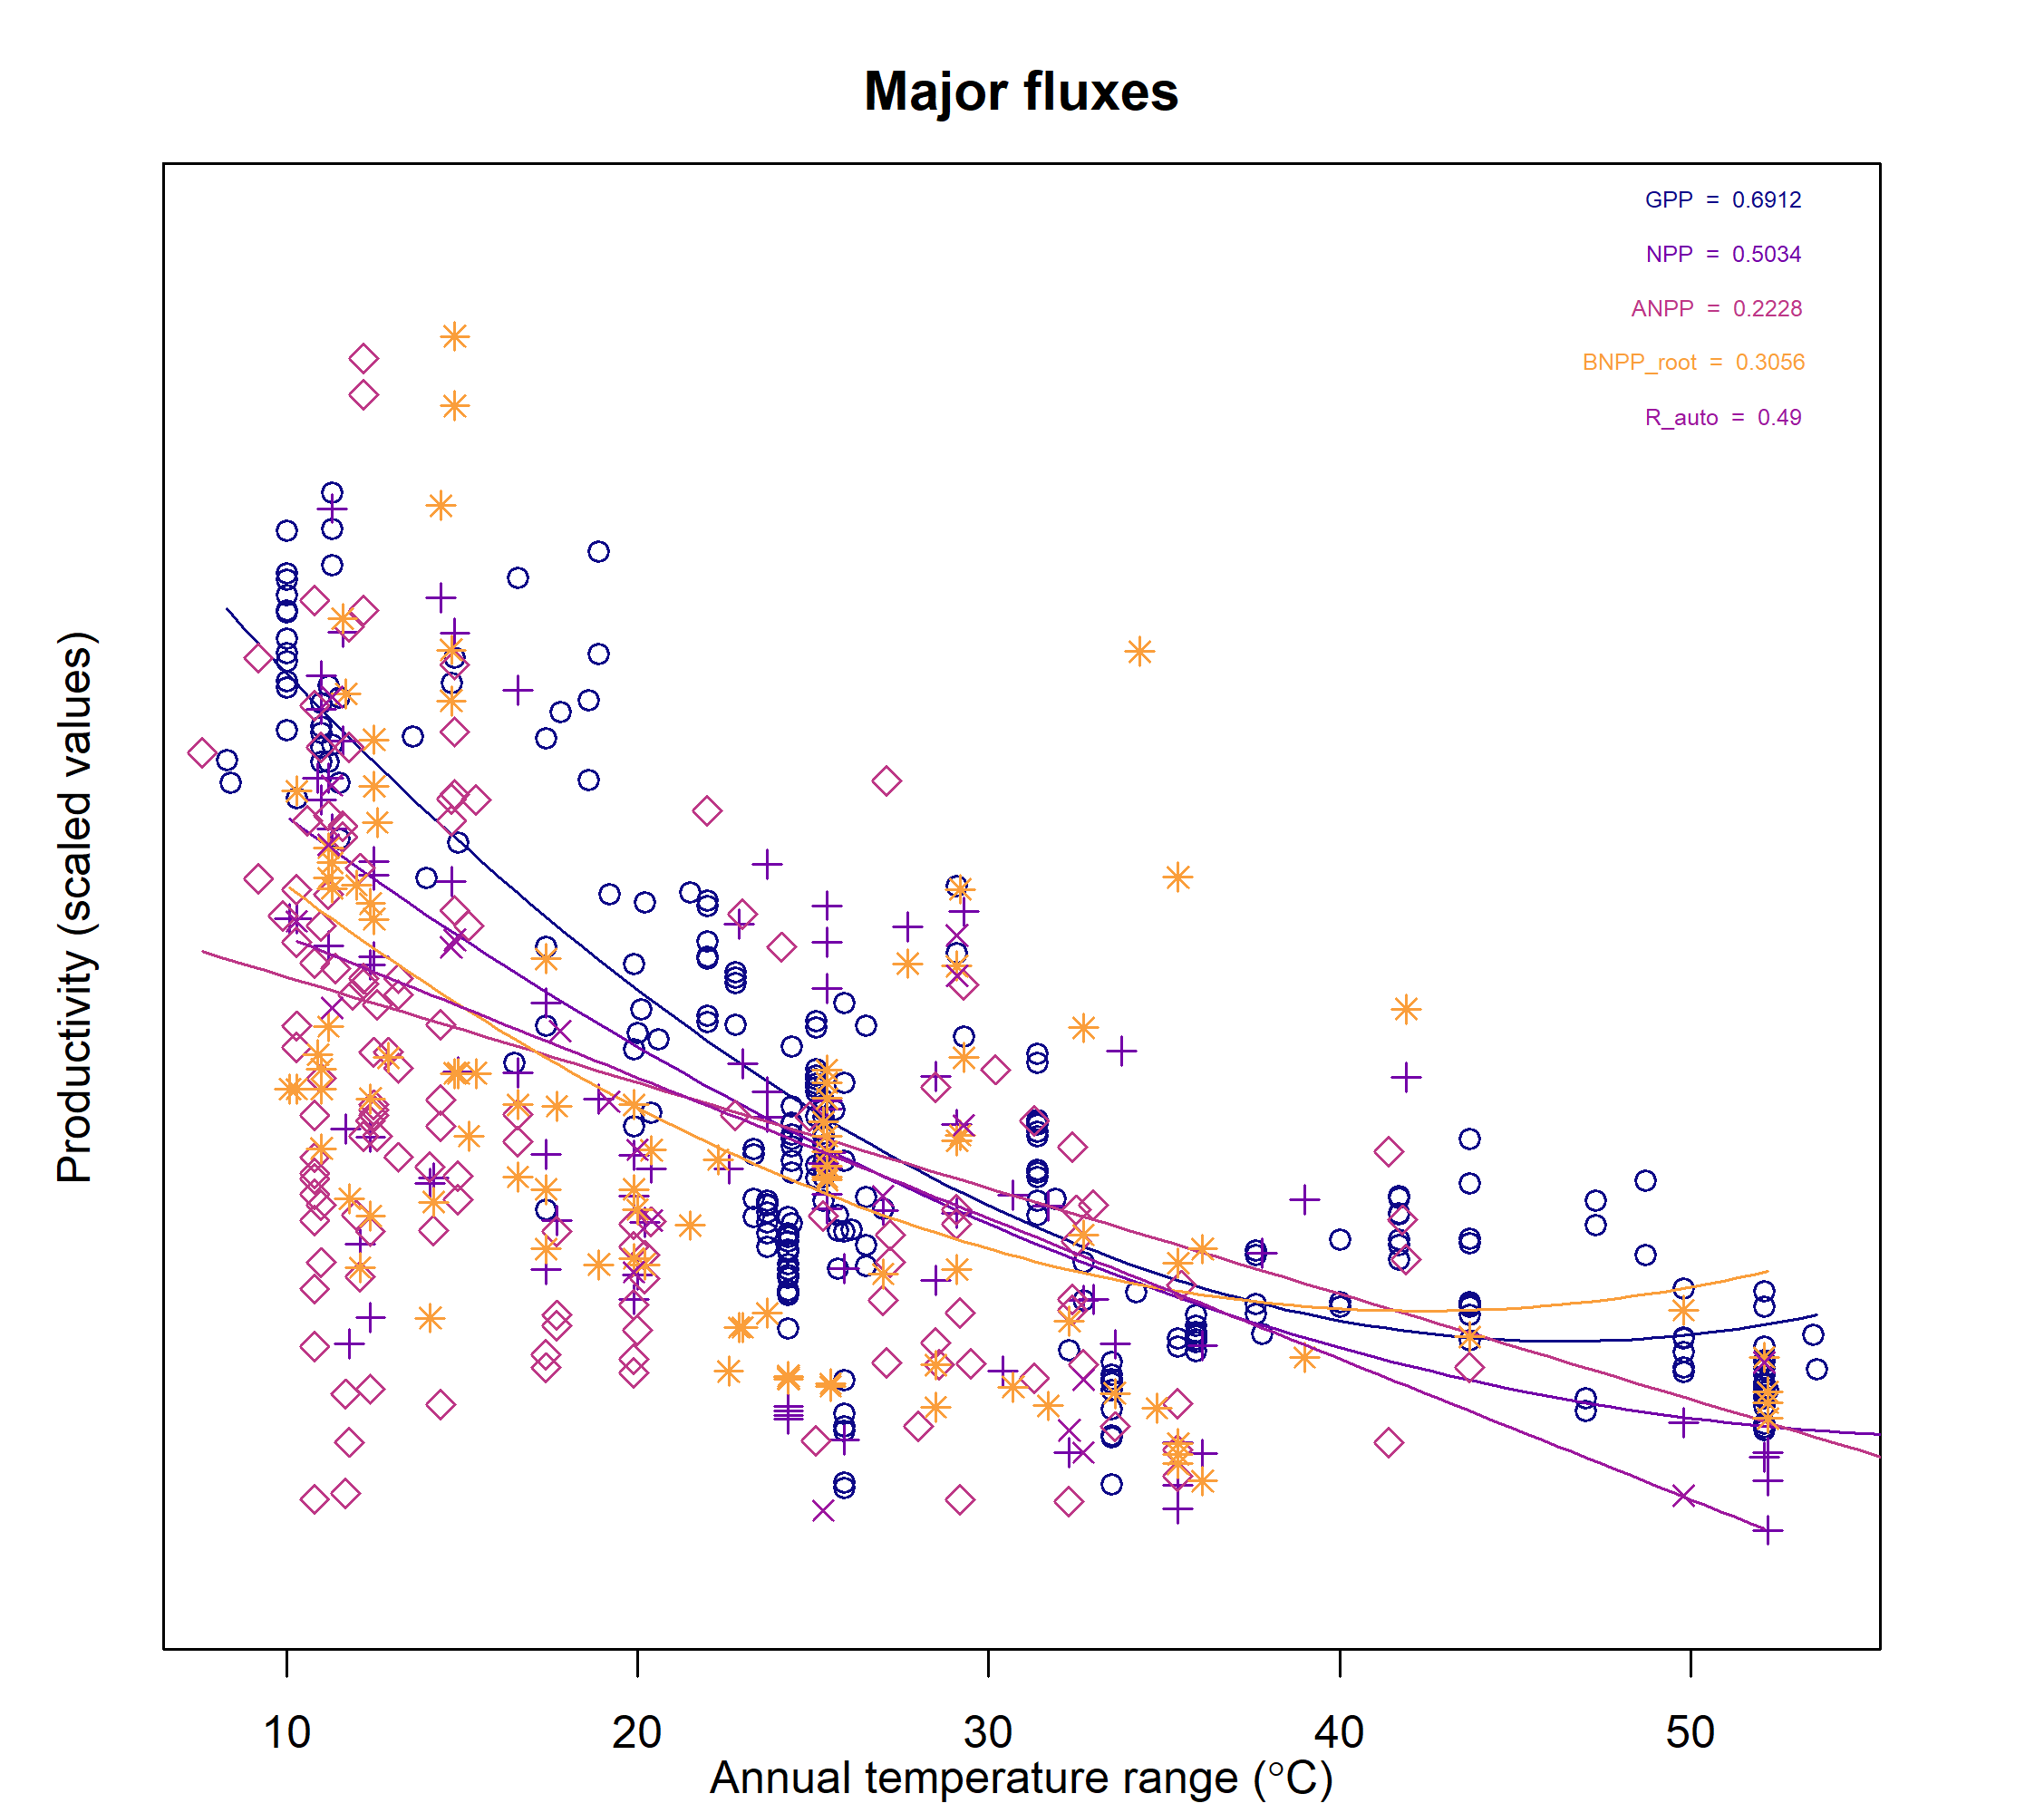 Major fluxes
GPP = 0.6912
NPP = 0.5034
ANPP = 0.2228
BNPP_root = 0.3056
R_auto = 0.49
Productivity (scaled values)
10 20 30 40 50
Annual temperature range (°C)